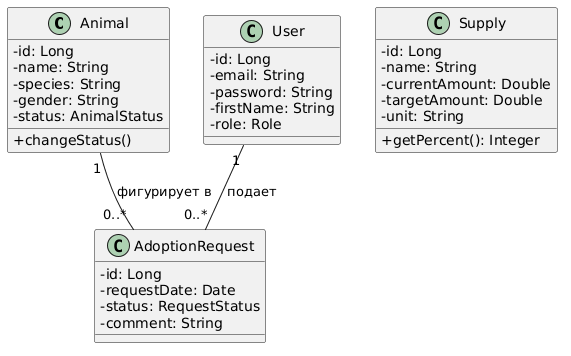 C Animal
-id: Long
-name: String
-species: String
-gender: String
-status: AnimalStatus
+changeStatus()
C User
-id: Long
-email: String
-password: String
-firstName: String
-role: Role
C Supply
-id: Long
-name: String
-currentAmount: Double
-targetAmount: Double
-unit: String
+getPercent(): Integer
1
фигурирует в
0..*
1
подает
0..*
C AdoptionRequest
-id: Long
-requestDate: Date
-status: RequestStatus
-comment: String